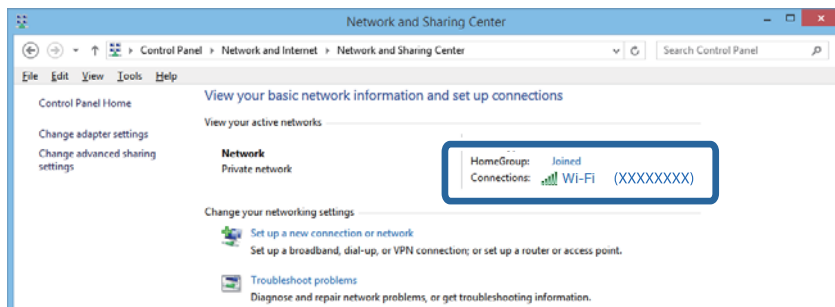 Network and Sharing Center
Control Panel Network and Internet Network and Sharing Center Search Control Panel
File Edit View Tools Help
Control Panel Home
Change adapter settings
Change advanced sharing
settings
View your basic network information and set up connections
View your active networks
Network
Private network
HomeGroup: Joined
Connections: Wi-Fi (XXXXXXXX)
Change your networking settings
Set up a new connection or network
Set up a broadband, dial-up, or VPN connection; or set up a router or access point.
Troubleshoot problems
Diagnose and repair network problems, or get troubleshooting information.